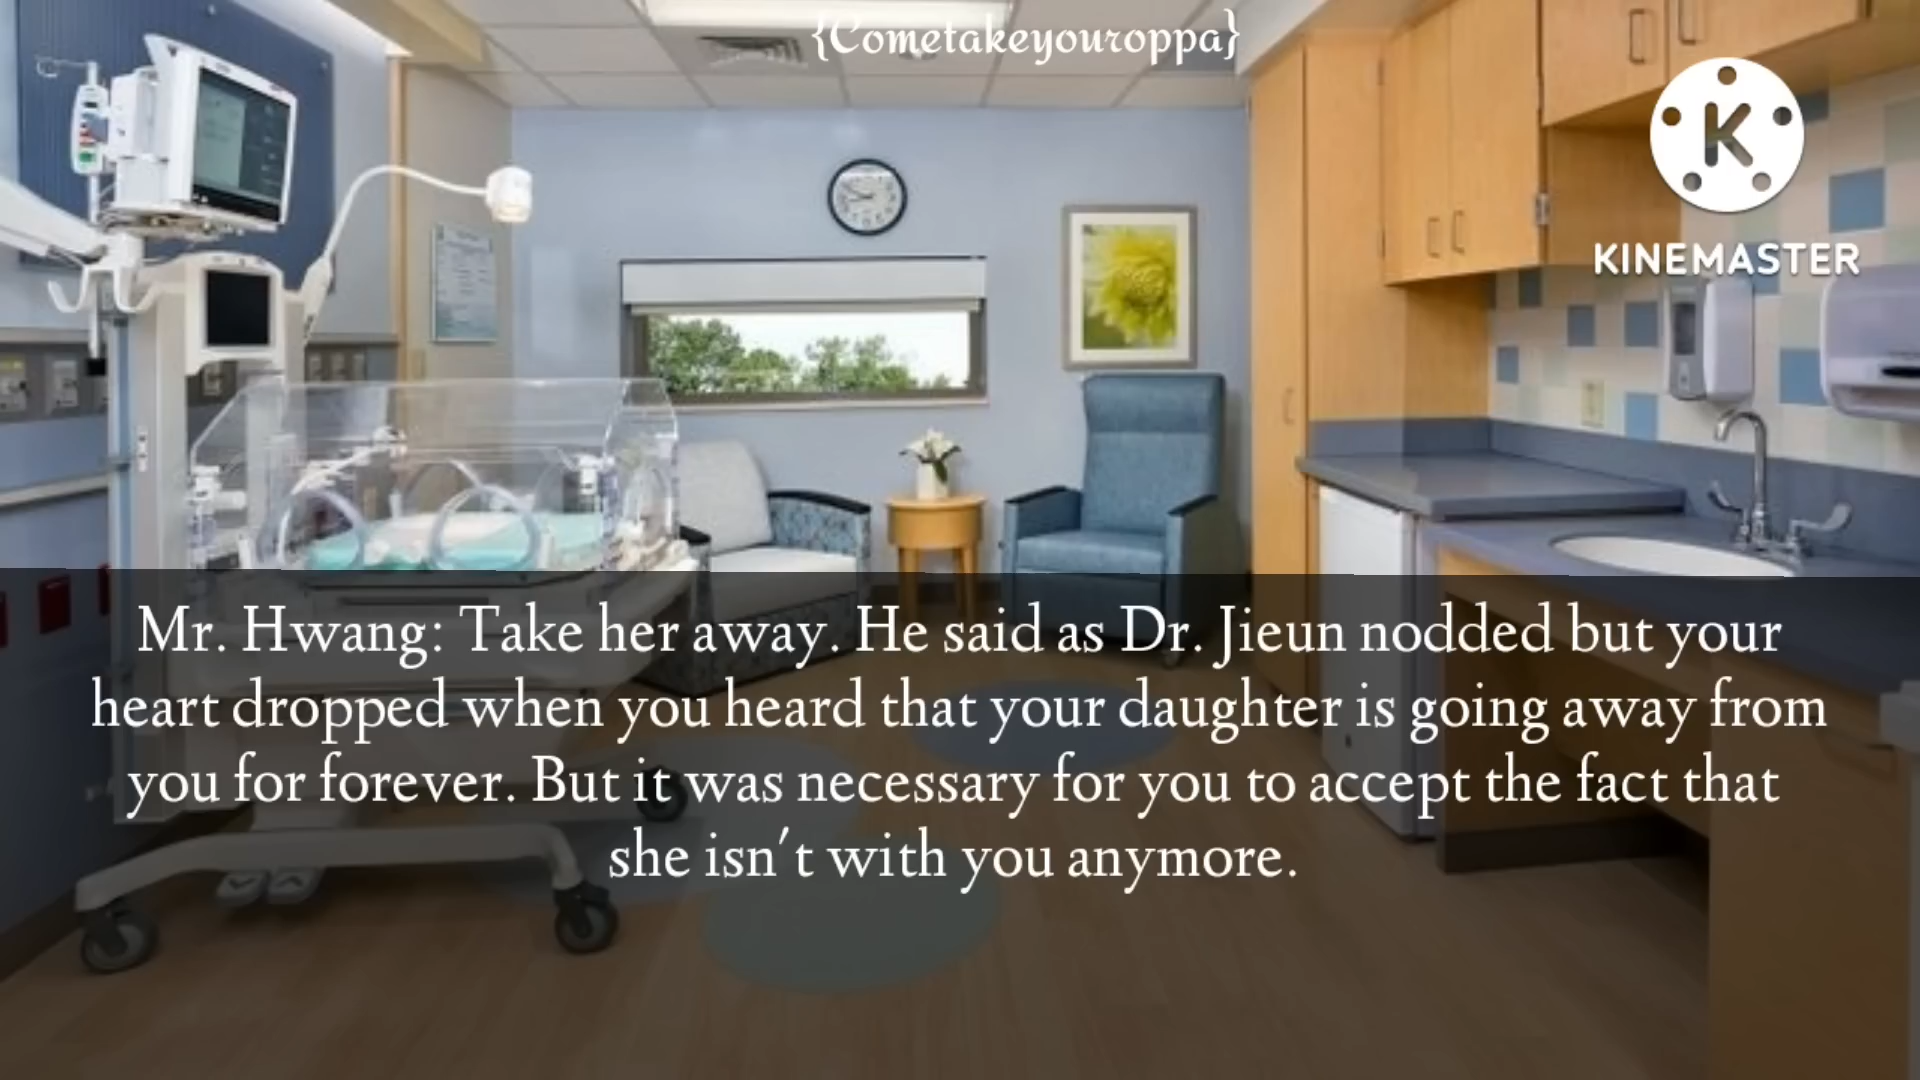 {Cometakeyouroppa}
K
KINEMASTER
Mr. Hwang: Take her away. He said as Dr. Jieun nodded but your
heart dropped when you heard that your daughter is going away from
you for forever. But it was necessary for you to accept the fact that
she isn't with you anymore.